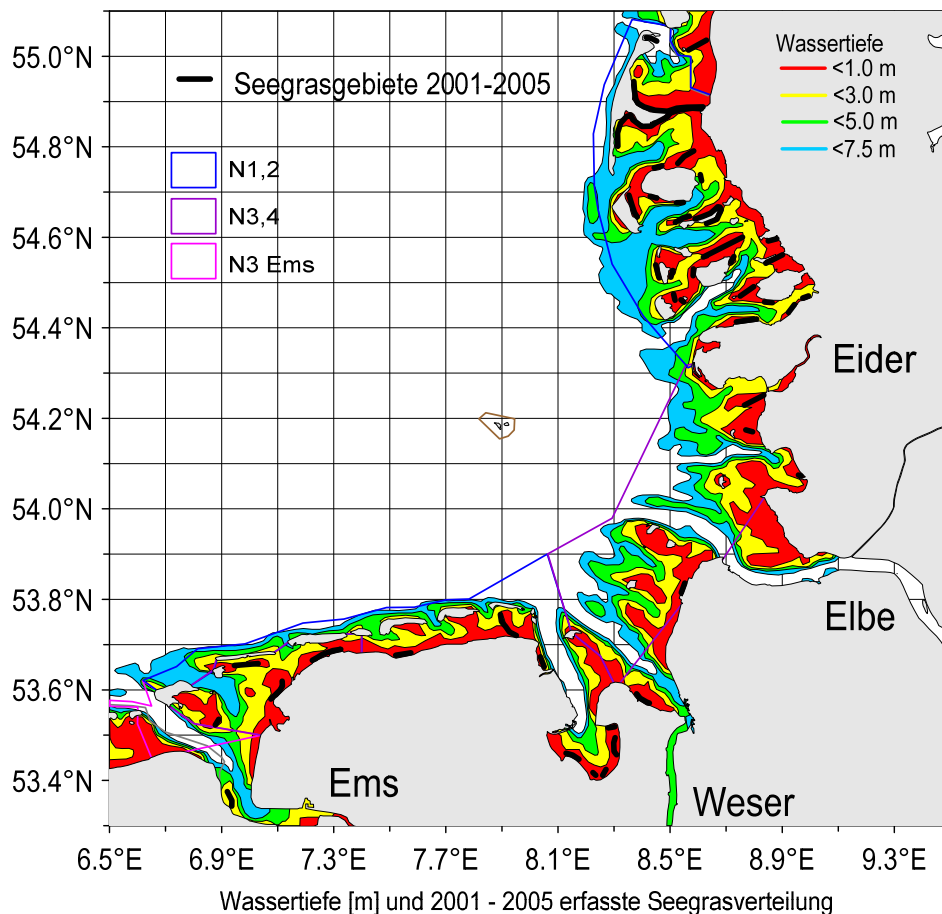 55.0°N
54.8°N
54.6°N
54.4°N
54.2°N
54.0°N
53.8°N
53.6°N
53.4°N
Seegrasgebiete 2001-2005
N1,2
N3,4
N3 Ems
Wassertiefe
<1.0 m
<3.0 m
<5.0 m
<7.5 m
Eider
Elbe
Ems
Weser
6.5°E 6.9°E 7.3°E 7.7°E 8.1°E 8.5°E 8.9°E 9.3°E
Wassertiefe [m] und 2001 - 2005 erfasste Seegrasverteilung